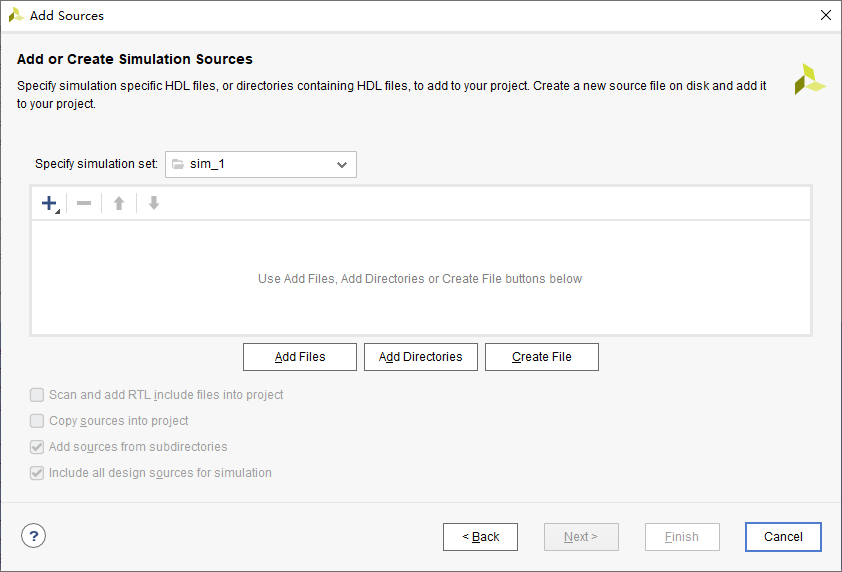 Add Sources
Add or Create Simulation Sources
Specify simulation specific HDL files, or directories containing HDL files, to add to your project. Create a new source file on disk and add it
to your project.
Specify simulation set: sim_1
Use Add Files, Add Directories or Create File buttons below
Add Files Add Directories Create File
Scan and add RTL include files into project
Copy sources into project
Add sources from subdirectories
Include all design sources for simulation
? < Back Next > Finish Cancel